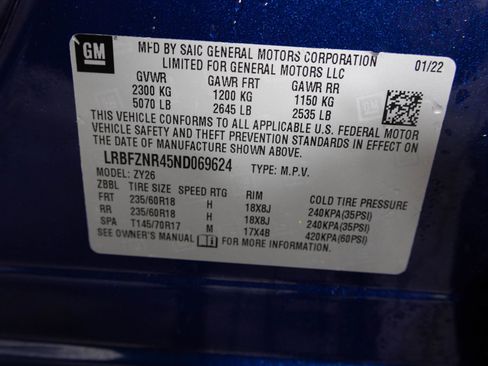 GM
MFD BY SAIC GENERAL MOTORS CORPORATION 01/22
LIMITED FOR GENERAL MOTORS LLC
GVWR GAWR FRT GAWR RR
2300 KG 1200 KG 1150 KG
5070 LB 2645 LB 2535 LB
THIS VEHICLE CONFORMS TO ALL APPLICABLE U.S. FEDERAL MOTOR
VEHICLE SAFETY AND THEFT PREVENTION STANDARDS IN EFFECT ON
THE DATE OF MANUFACTURE SHOWN ABOVE.
LRBFZNR45ND069624 TYPE: M.P.V.
MODEL: ZY26
ZBBL TIRE SIZE SPEED RTG RIM COLD TIRE PRESSURE
FRT 235/60R18 H 18X8J 240KPA(35PSI)
RR 235/60R18 H 18X8J 240KPA(35PSI)
SPA T145/70R17 M 17X4B 420KPA(60PSI)
SEE OWNER'S MANUAL FOR MORE INFORMATION.